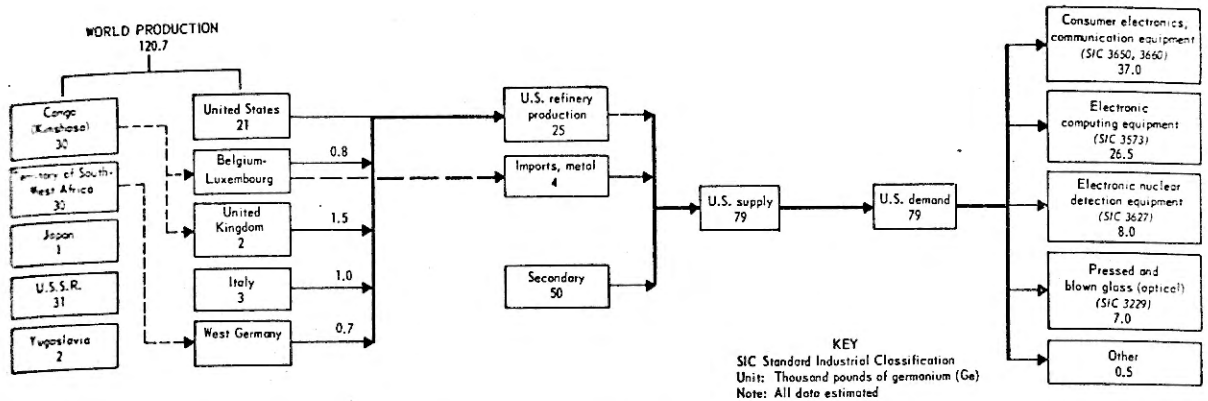 WORLD PRODUCTION
120.7
Congo
(Kinshasa)
30
Territory of South-
West Africa
30
Japan
1
U.S.S.R.
31
Yugoslavia
2
United States
21
Belgium-
Luxembourg
United
Kingdom
2
Italy
3
West Germany
0.8
1.5
1.0
0.7
U.S. refinery
production
25
Imports, metal
4
Secondary
50
U.S. supply
79
U.S. demand
79
Consumer electronics,
communication equipment
(SIC 3650, 3660)
37.0
Electronic
computing equipment
(SIC 3573)
26.5
Electronic nuclear
detection equipment
(SIC 3627)
8.0
Pressed and
blown glass (optical)
(SIC 3229)
7.0
Other
0.5
KEY
SIC Standard Industrial Classification
Unit: Thousand pounds of germanium (Ge)
Note: All data estimated